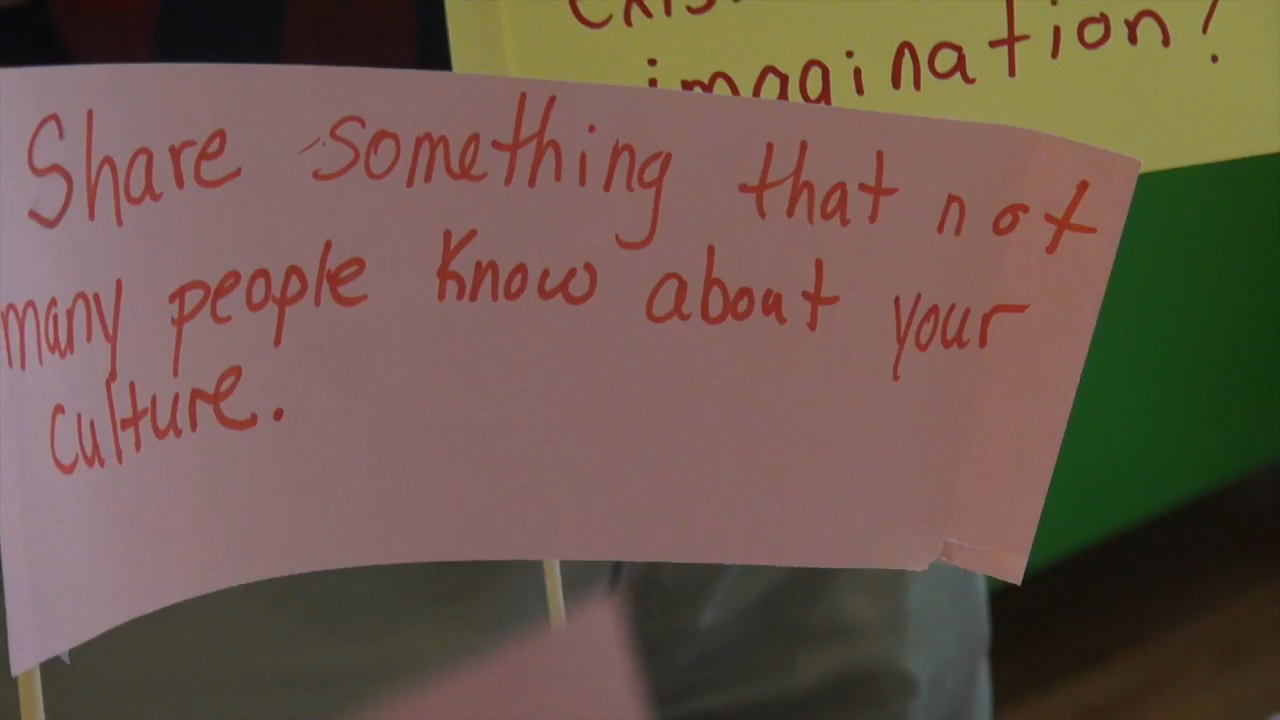 imagination!
Share something that not
many people know about your
culture.